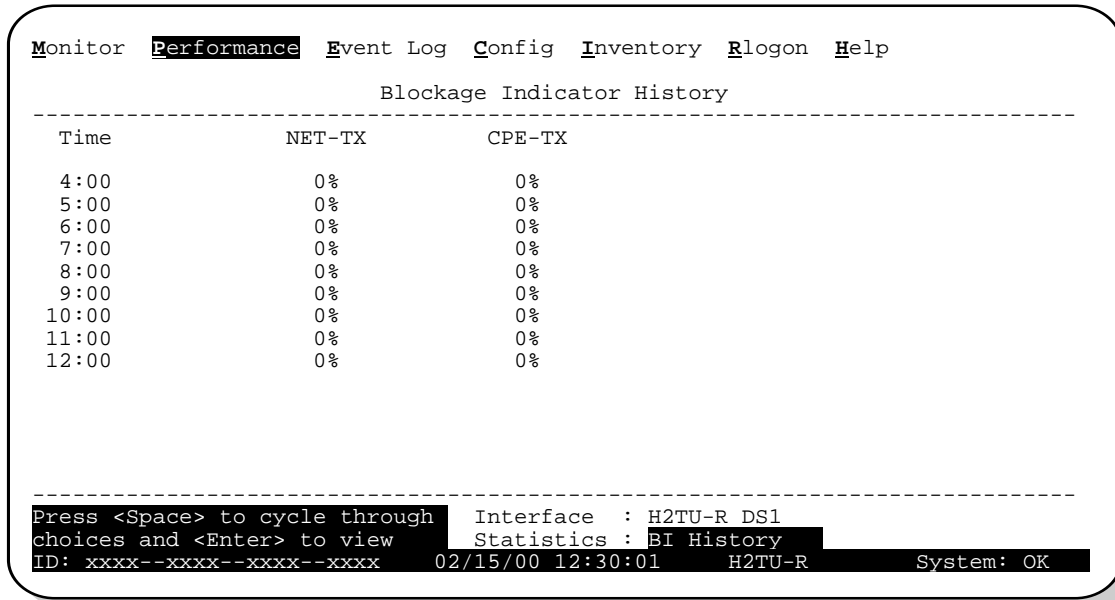 Monitor Performance Event Log Config Inventory Rlogon Help
Blockage Indicator History
--------------------------------------------------------------------------------
Time NET-TX CPE-TX
4:00 0% 0%
5:00 0% 0%
6:00 0% 0%
7:00 0% 0%
8:00 0% 0%
9:00 0% 0%
10:00 0% 0%
11:00 0% 0%
12:00 0% 0%
--------------------------------------------------------------------------------
Press <Space> to cycle through Interface : H2TU-R DS1
choices and <Enter> to view Statistics : BI History
ID: xxxx--xxxx--xxxx--xxxx 02/15/00 12:30:01 H2TU-R System: OK